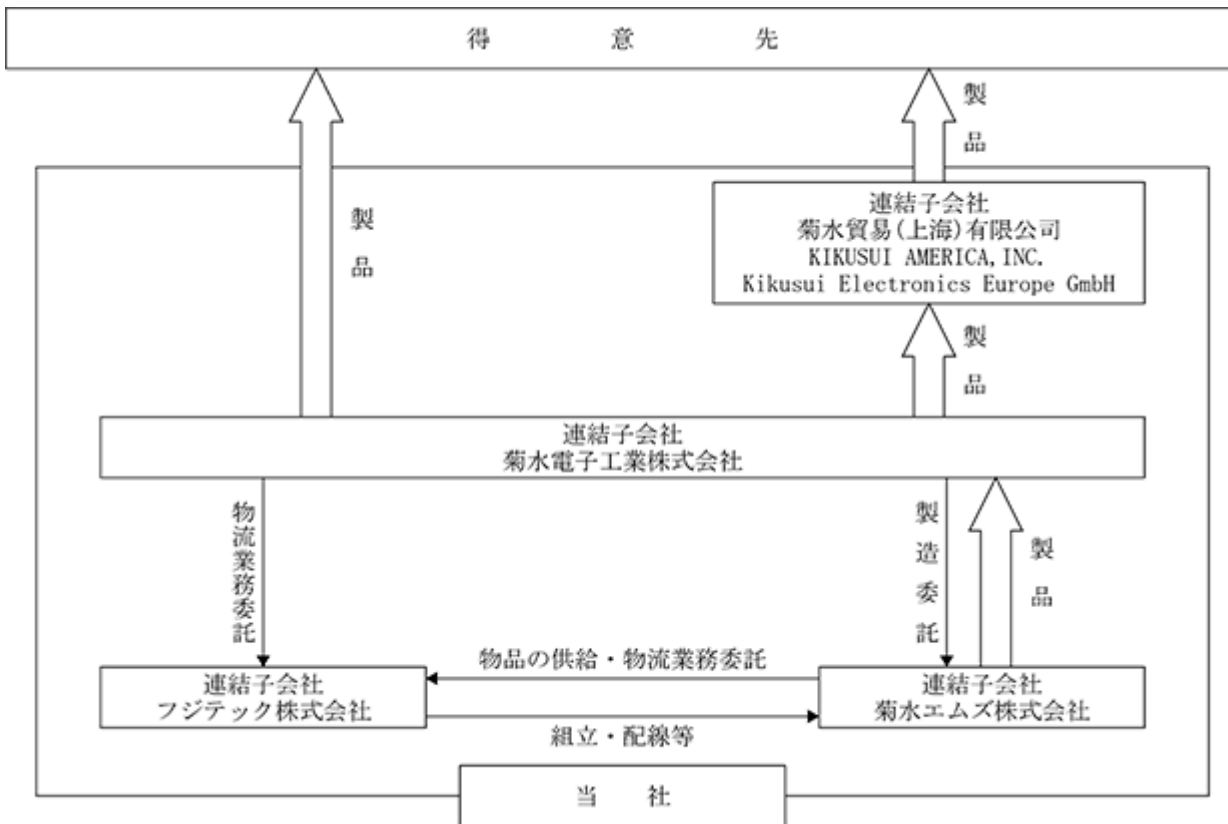 得意先
製品
製品
連結子会社
菊水貿易(上海)有限公司
KIKUSUI AMERICA,INC.
Kikusui Electronics Europe GmbH
製品
連結子会社
菊水電子工業株式会社
物流業務委託
製造委託
製品
物品の供給・物流業務委託
連結子会社
フジテック株式会社
連結子会社
菊水エムズ株式会社
組立・配線等
当社